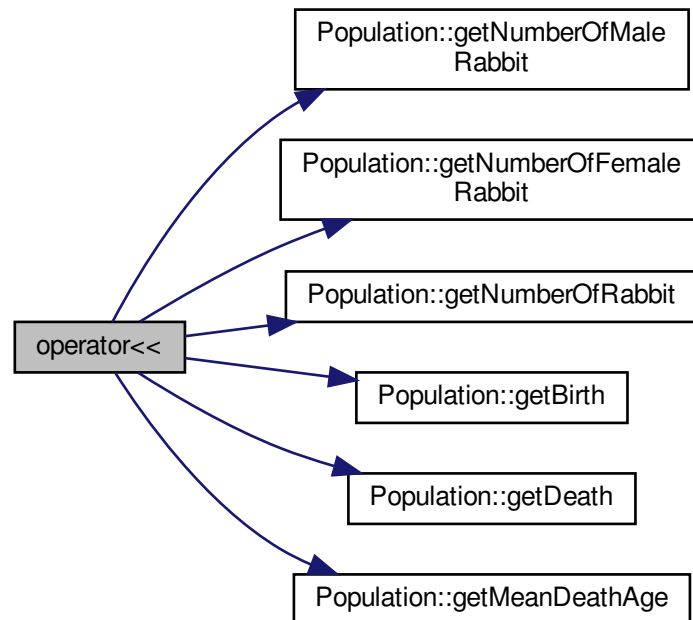 Population::getNumberOfMale
Rabbit
Population::getNumberOfFemale
Rabbit
Population::getNumberOfRabbit
operator<<
Population::getBirth
Population::getDeath
Population::getMeanDeathAge